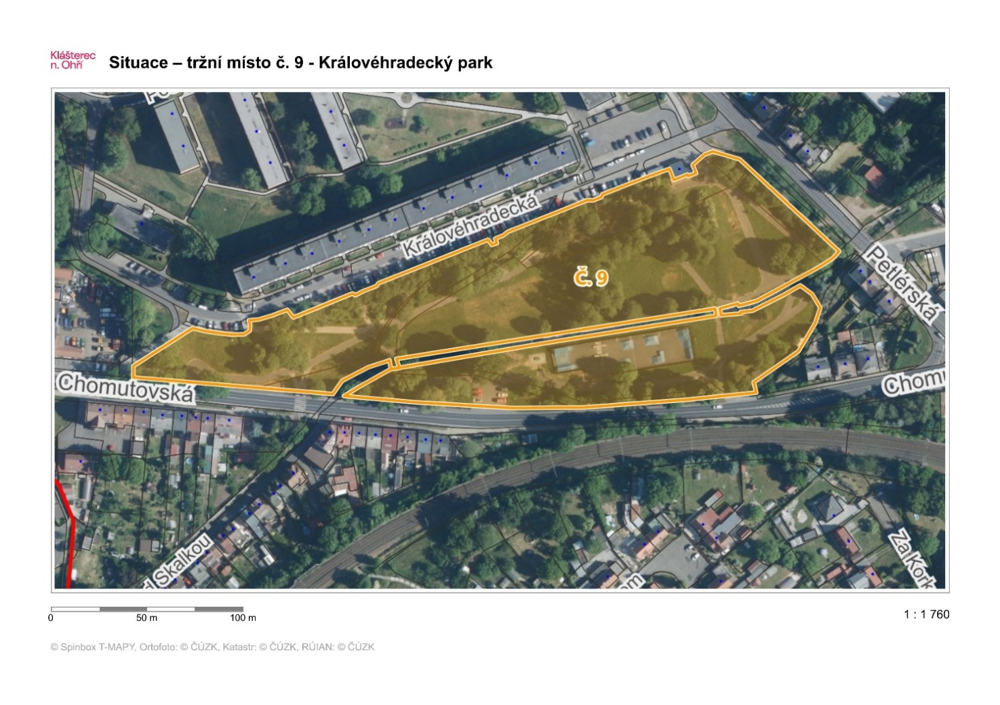 Klášterec
n. Ohří
Situace – tržní místo č. 9 - Královéhradecký park
Královéhradecká
Petlérská
Č. 9
Chomutovská
Chomu
d Skalkou
Za Kork
om
0 50 m 100 m
1 : 1 760
© Spinbox T-MAPY, Ortofoto: © ČÚZK, Katastr: © ČÚZK, RÚIAN: © ČÚZK